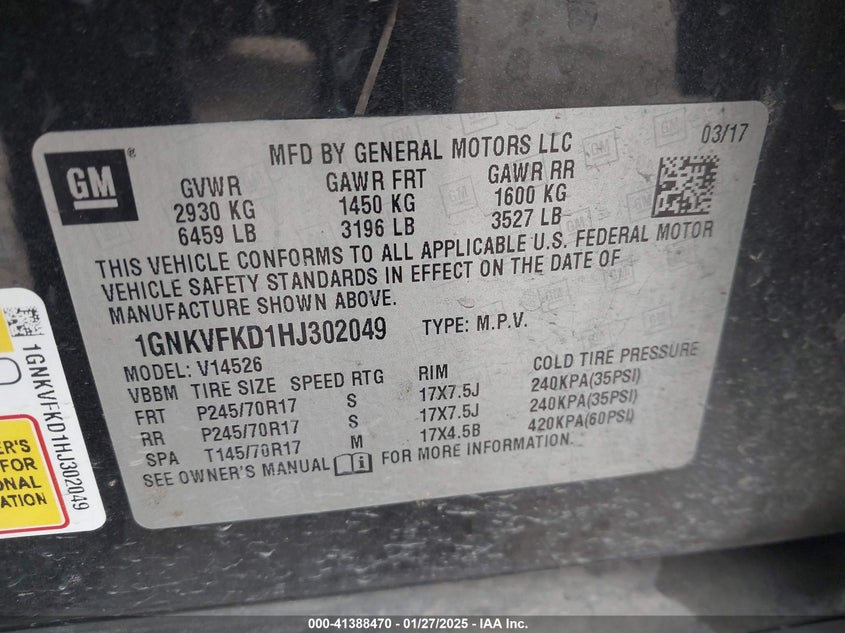 GM
®
MFD BY GENERAL MOTORS LLC
03/17
GVWR GAWR FRT GAWR RR
2930 KG 1450 KG 1600 KG
6459 LB 3196 LB 3527 LB
THIS VEHICLE CONFORMS TO ALL APPLICABLE U.S. FEDERAL MOTOR
VEHICLE SAFETY STANDARDS IN EFFECT ON THE DATE OF
MANUFACTURE SHOWN ABOVE.
1GNKVFKD1HJ302049 TYPE: M.P.V.
MODEL: V14526
VBBM TIRE SIZE SPEED RTG RIM COLD TIRE PRESSURE
FRT P245/70R17 S 17X7.5J 240KPA(35PSI)
RR P245/70R17 S 17X7.5J 240KPA(35PSI)
SPA T145/70R17 M 17X4.5B 420KPA(60PSI)
SEE OWNER'S MANUAL FOR MORE INFORMATION.
1GNKVFKD1HJ302049
ER'S
FOR
ONAL
ATION
000-41388470 - 01/27/2025 - IAA Inc.